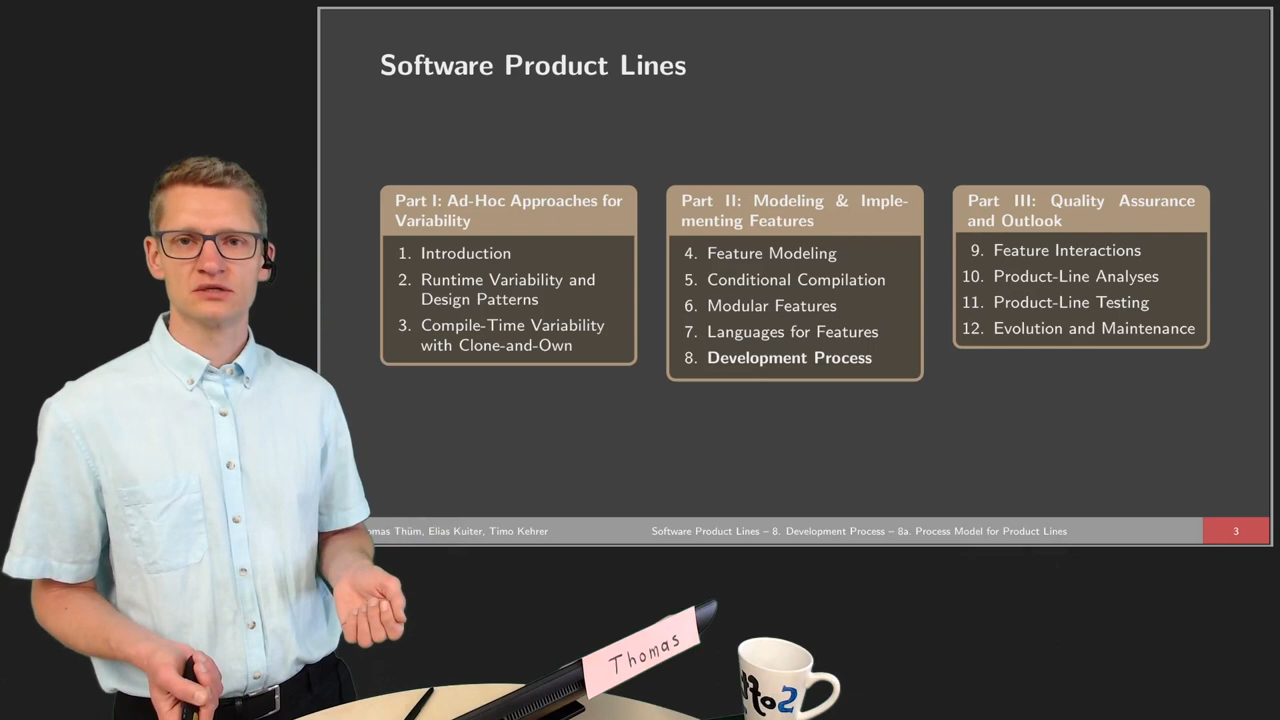 Software Product Lines
Part I: Ad-Hoc Approaches for
Variability
1. Introduction
2. Runtime Variability and
Design Patterns
3. Compile-Time Variability
with Clone-and-Own
Part II: Modeling & Imple-
menting Features
4. Feature Modeling
5. Conditional Compilation
6. Modular Features
7. Languages for Features
8. Development Process
Part III: Quality Assurance
and Outlook
9. Feature Interactions
10. Product-Line Analyses
11. Product-Line Testing
12. Evolution and Maintenance
omas Thüm, Elias Kuiter, Timo Kehrer
Software Product Lines – 8. Development Process – 8a. Process Model for Product Lines
3
Thomas